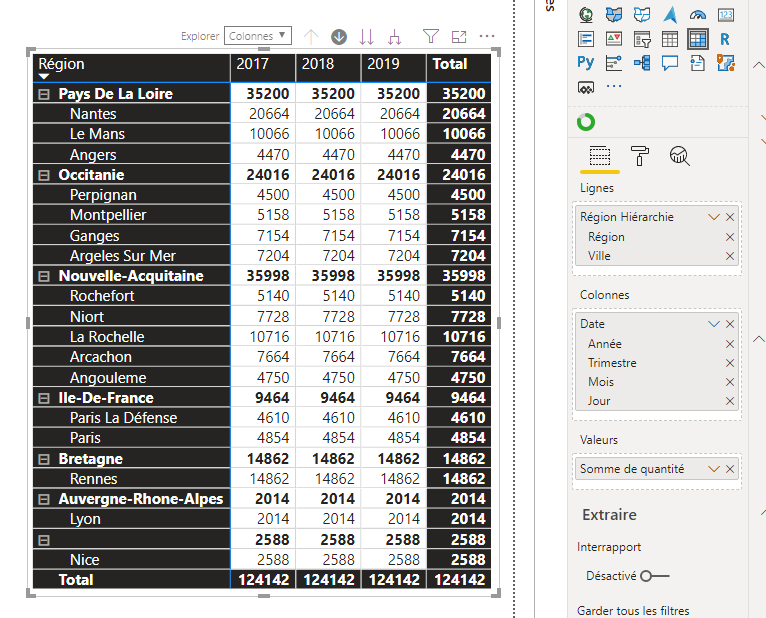 Explorer Colonnes
Région 2017 2018 2019 Total
Pays De La Loire 35200 35200 35200 35200
Nantes 20664 20664 20664 20664
Le Mans 10066 10066 10066 10066
Angers 4470 4470 4470 4470
Occitanie 24016 24016 24016 24016
Perpignan 4500 4500 4500 4500
Montpellier 5158 5158 5158 5158
Ganges 7154 7154 7154 7154
Argeles Sur Mer 7204 7204 7204 7204
Nouvelle-Acquitaine 35998 35998 35998 35998
Rochefort 5140 5140 5140 5140
Niort 7728 7728 7728 7728
La Rochelle 10716 10716 10716 10716
Arcachon 7664 7664 7664 7664
Angouleme 4750 4750 4750 4750
Ile-De-France 9464 9464 9464 9464
Paris La Défense 4610 4610 4610 4610
Paris 4854 4854 4854 4854
Bretagne 14862 14862 14862 14862
Rennes 14862 14862 14862 14862
Auvergne-Rhone-Alpes 2014 2014 2014 2014
Lyon 2014 2014 2014 2014
2588 2588 2588 2588
Nice 2588 2588 2588 2588
Total 124142 124142 124142 124142
es
123
R
Py
Lignes
Région Hiérarchie
Région
Ville
Colonnes
Date
Année
Trimestre
Mois
Jour
Valeurs
Somme de quantité
Extraire
Interrapport
Désactivé
Garder tous les filtres